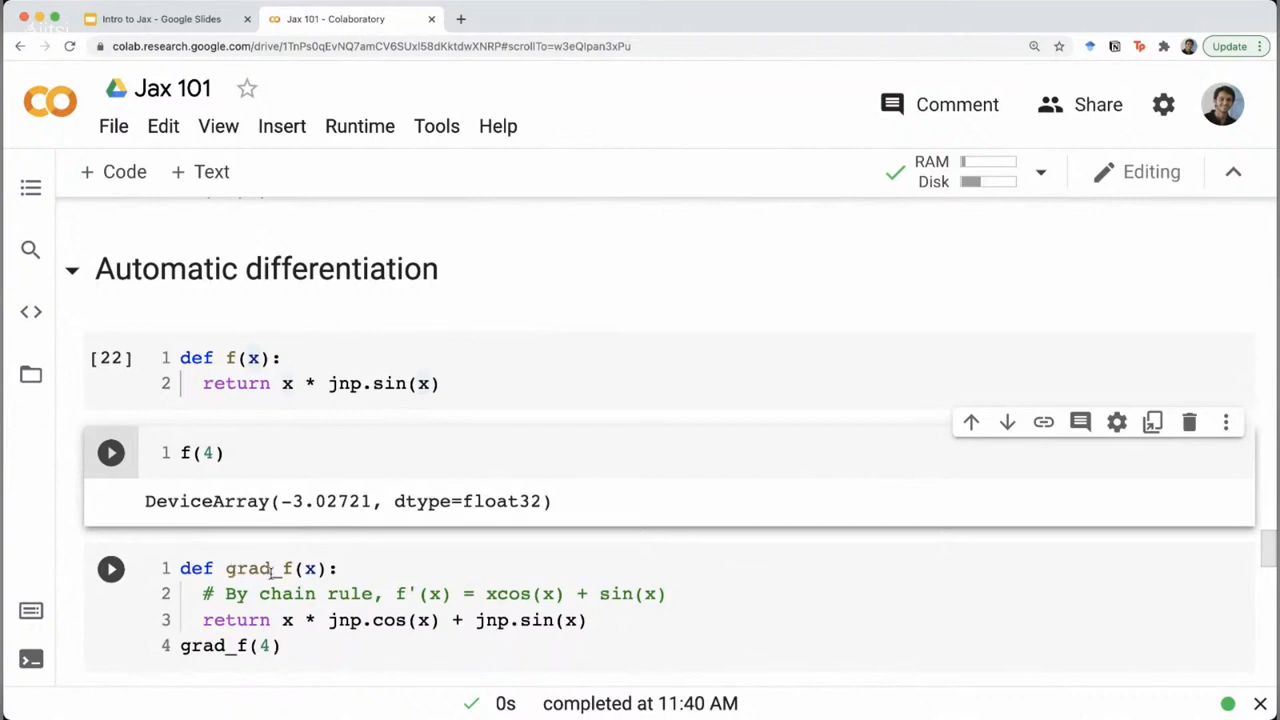 Intro to Jax - Google Slides
Jax 101 - Colaboratory
colab.research.google.com/drive/1TnPs0qEvNQ7amCV6SUxl58dKktdwXNRP#scrollTo=w3eQlpan3xPu
Update
Jax 101
Comment
Share
File Edit View Insert Runtime Tools Help
+ Code + Text
RAM
Disk
Editing
Automatic differentiation
[22]
1 def f(x):
2 return x * jnp.sin(x)
1 f(4)
DeviceArray(-3.02721, dtype=float32)
1 def grad_f(x):
2 # By chain rule, f'(x) = xcos(x) + sin(x)
3 return x * jnp.cos(x) + jnp.sin(x)
4 grad_f(4)
0s completed at 11:40 AM